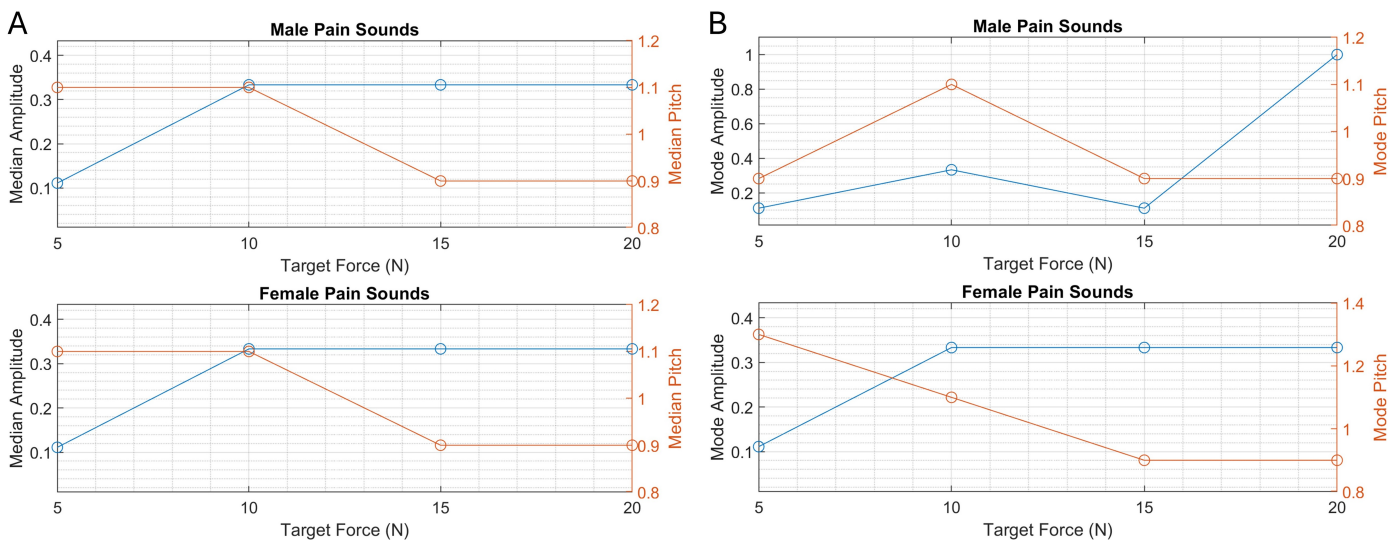 A
Male Pain Sounds
Median Amplitude
0.4
0.3
0.2
0.1
1.2
1.1
1
0.9
0.8
Median Pitch
5 10 15 20
Target Force (N)
Female Pain Sounds
Median Amplitude
0.4
0.3
0.2
0.1
1.2
1.1
1
0.9
0.8
Median Pitch
5 10 15 20
Target Force (N)
B
Male Pain Sounds
Mode Amplitude
1
0.8
0.6
0.4
0.2
1.2
1.1
1
0.9
0.8
Mode Pitch
5 10 15 20
Target Force (N)
Female Pain Sounds
Mode Amplitude
0.4
0.3
0.2
0.1
1.4
1.2
1
0.8
Mode Pitch
5 10 15 20
Target Force (N)